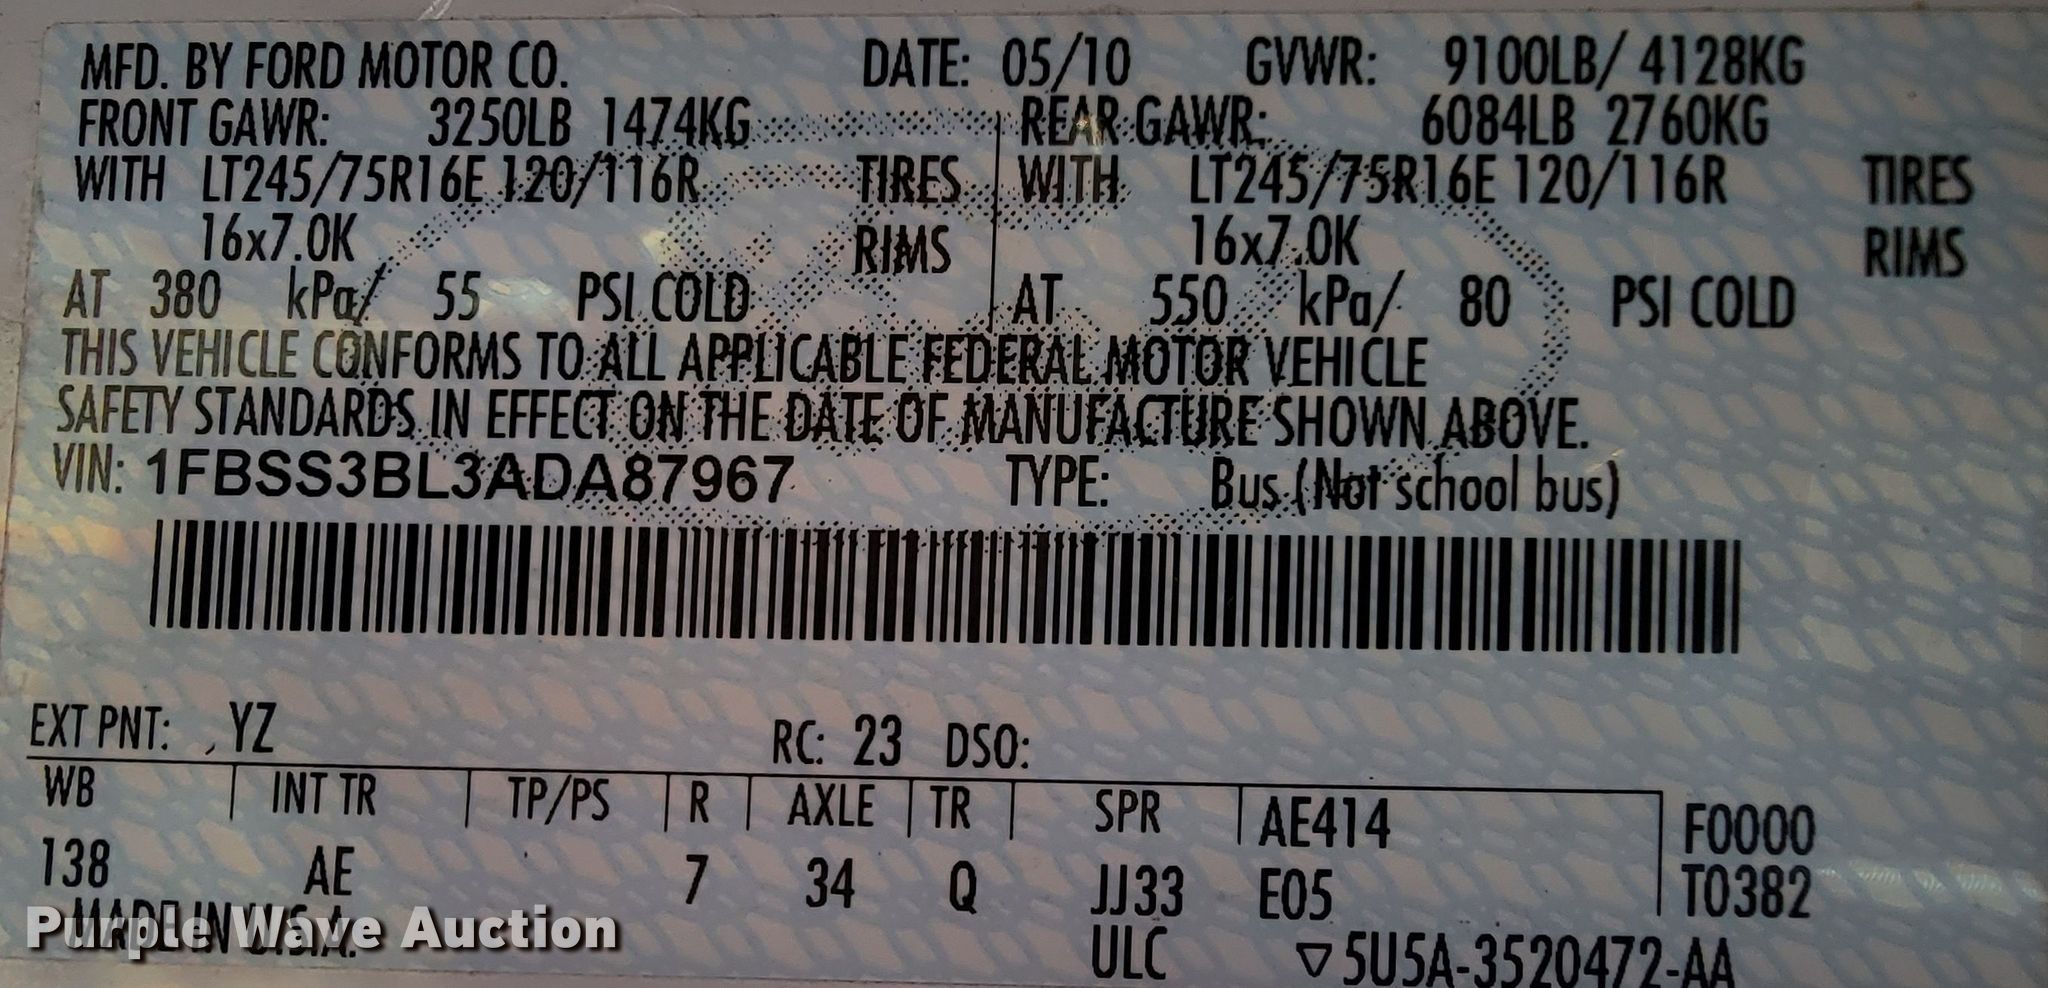 MFD. BY FORD MOTOR CO. DATE: 05/10 GVWR: 9100LB/ 4128KG
FRONT GAWR: 3250LB 1474KG REAR GAWR: 6084LB 2760KG
WITH LT245/75R16E 120/116R TIRES WITH LT245/75R16E 120/116R TIRES
16x7.0K RIMS 16x7.0K RIMS
AT 380 kPa/ 55 PSI COLD AT 550 kPa/ 80 PSI COLD
THIS VEHICLE CONFORMS TO ALL APPLICABLE FEDERAL MOTOR VEHICLE
SAFETY STANDARDS IN EFFECT ON THE DATE OF MANUFACTURE SHOWN ABOVE.
VIN: 1FBSS3BL3ADA87967 TYPE: Bus (Not school bus)
EXT PNT: YZ RC: 23 DSO:
WB INT TR TP/PS R AXLE TR SPR AE414 F0000
138 AE 7 34 Q JJ33 E05 T0382
MADE IN U.S.A. ULC ▽5U5A-3520472-AA
Purple Wave Auction